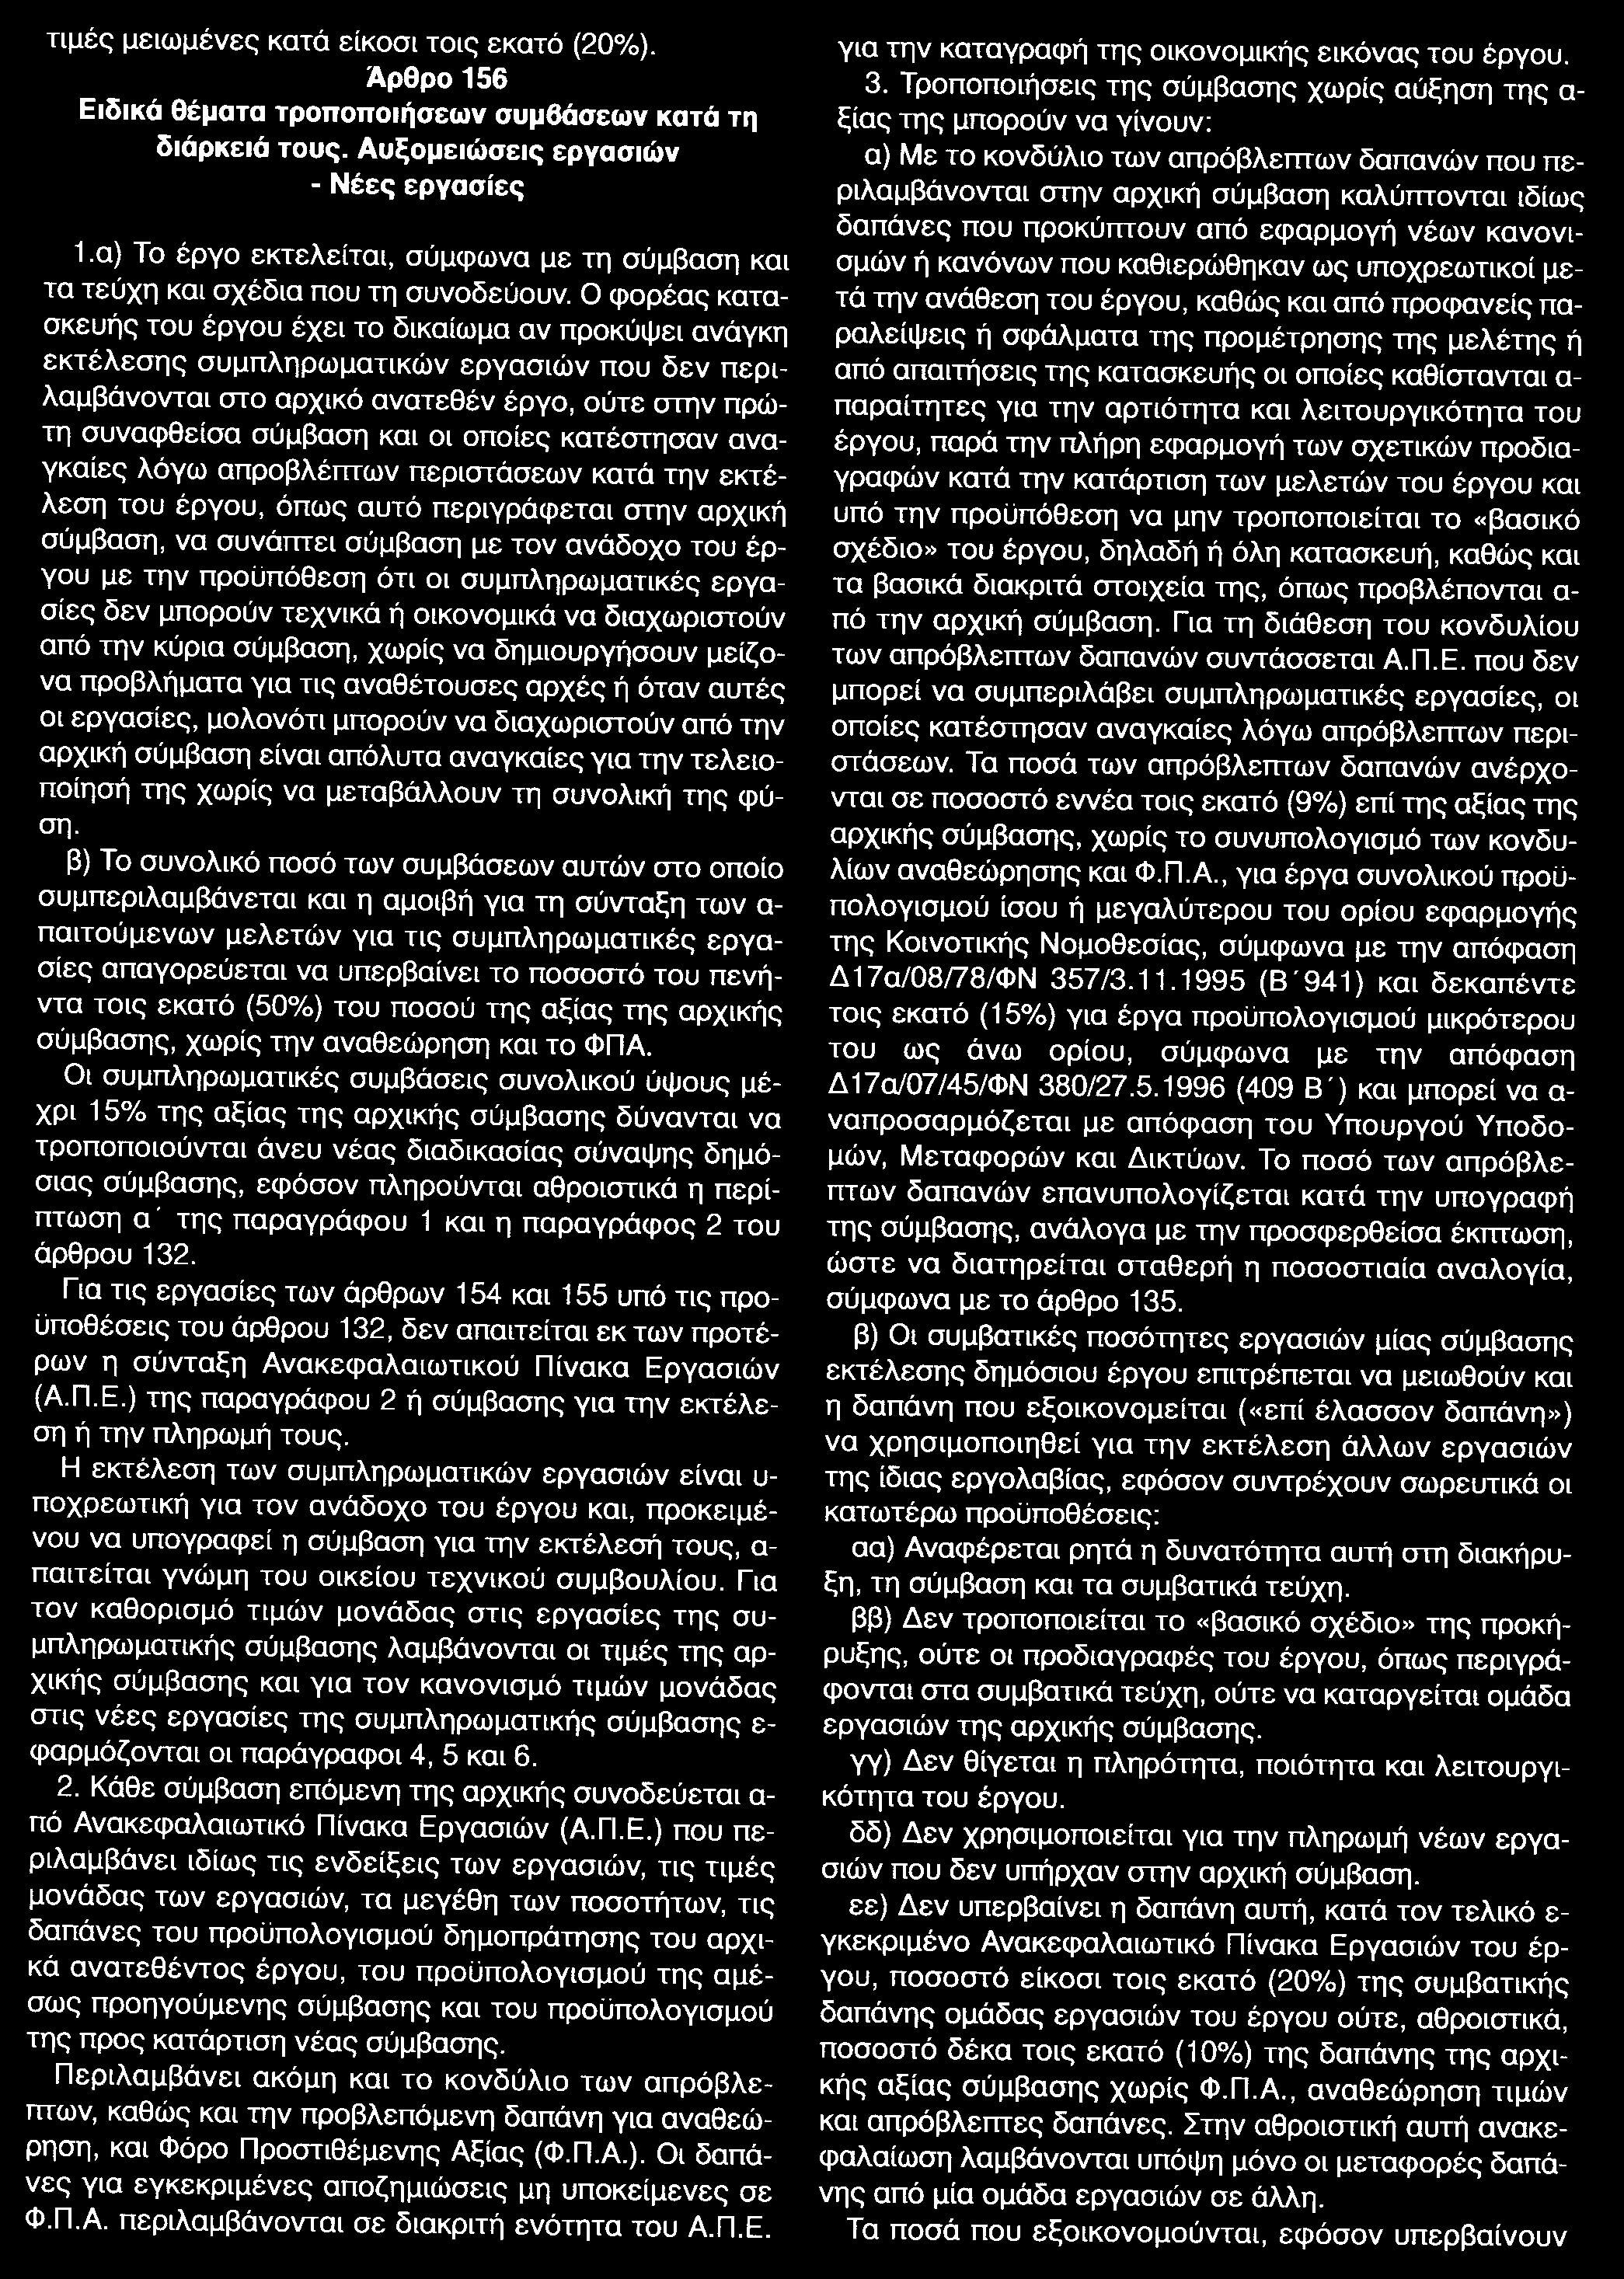 τιμές μειωμένες κατά είκοσι τοις εκατό (20%).
Άρθρο 156
Ειδικά θέματα τροποποιήσεων συμβάσεων κατά τη
διάρκειά τους. Αυξομειώσεις εργασιών
- Νέες εργασίες
1.α) Το έργο εκτελείται, σύμφωνα με τη σύμβαση και
τα τεύχη και σχέδια που τη συνοδεύουν. Ο φορέας κατα-
σκευής του έργου έχει το δικαίωμα αν προκύψει ανάγκη
εκτέλεσης συμπληρωματικών εργασιών που δεν περι-
λαμβάνονται στο αρχικό ανατεθέν έργο, ούτε στην πρώ-
τη συναφθείσα σύμβαση και οι οποίες κατέστησαν ανα-
γκαίες λόγω απροβλέπτων περιστάσεων κατά την εκτέ-
λεση του έργου, όπως αυτό περιγράφεται στην αρχική
σύμβαση, να συνάπτει σύμβαση με τον ανάδοχο του έρ-
γου με την προϋπόθεση ότι οι συμπληρωματικές εργα-
σίες δεν μπορούν τεχνικά ή οικονομικά να διαχωριστούν
από την κύρια σύμβαση, χωρίς να δημιουργήσουν μείζο-
να προβλήματα για τις αναθέτουσες αρχές ή όταν αυτές
οι εργασίες, μολονότι μπορούν να διαχωριστούν από την
αρχική σύμβαση είναι απόλυτα αναγκαίες για την τελειο-
ποίησή της χωρίς να μεταβάλλουν τη συνολική της φύ-
ση.
β) Το συνολικό ποσό των συμβάσεων αυτών στο οποίο
συμπεριλαμβάνεται και η αμοιβή για τη σύνταξη των α-
παιτούμενων μελετών για τις συμπληρωματικές εργα-
σίες απαγορεύεται να υπερβαίνει το ποσοστό του πενή-
ντα τοις εκατό (50%) του ποσού της αξίας της αρχικής
σύμβασης, χωρίς την αναθεώρηση και το ΦΠΑ.
Οι συμπληρωματικές συμβάσεις συνολικού ύψους μέ-
χρι 15% της αξίας της αρχικής σύμβασης δύνανται να
τροποποιούνται άνευ νέας διαδικασίας σύναψης δημό-
σιας σύμβασης, εφόσον πληρούνται αθροιστικά η περί-
πτωση α΄ της παραγράφου 1 και η παραγράφος 2 του
άρθρου 132.
Για τις εργασίες των άρθρων 154 και 155 υπό τις προ-
ϋποθέσεις του άρθρου 132, δεν απαιτείται εκ των προτέ-
ρων η σύνταξη Ανακεφαλαιωτικού Πίνακα Εργασιών
(Α.Π.Ε.) της παραγράφου 2 ή σύμβασης για την εκτέλε-
ση ή την πληρωμή τους.
Η εκτέλεση των συμπληρωματικών εργασιών είναι υ-
ποχρεωτική για τον ανάδοχο του έργου και, προκειμέ-
νου να υπογραφεί η σύμβαση για την εκτέλεσή τους, α-
παιτείται γνώμη του οικείου τεχνικού συμβουλίου. Για
τον καθορισμό τιμών μονάδας στις εργασίες της συ-
μπληρωματικής σύμβασης λαμβάνονται οι τιμές της αρ-
χικής σύμβασης και για τον κανονισμό τιμών μονάδας
στις νέες εργασίες της συμπληρωματικής σύμβασης ε-
φαρμόζονται οι παράγραφοι 4, 5 και 6.
2. Κάθε σύμβαση επόμενη της αρχικής συνοδεύεται α-
πό Ανακεφαλαιωτικό Πίνακα Εργασιών (Α.Π.Ε.) που πε-
ριλαμβάνει ιδίως τις ενδείξεις των εργασιών, τις τιμές
μονάδας των εργασιών, τα μεγέθη των ποσοτήτων, τις
δαπάνες του προϋπολογισμού δημοπράτησης του αρχι-
κά ανατεθέντος έργου, του προϋπολογισμού της αμέ-
σως προηγούμενης σύμβασης και του προϋπολογισμού
της προς κατάρτιση νέας σύμβασης.
Περιλαμβάνει ακόμη και το κονδύλιο των απρόβλε-
πτων, καθώς και την προβλεπόμενη δαπάνη για αναθεώ-
ρηση, και Φόρο Προστιθέμενης Αξίας (Φ.Π.Α.). Οι δαπά-
νες για εγκεκριμένες αποζημιώσεις μη υποκείμενες σε
Φ.Π.Α. περιλαμβάνονται σε διακριτή ενότητα του Α.Π.Ε.
για την καταγραφή της οικονομικής εικόνας του έργου.
3. Τροποποιήσεις της σύμβασης χωρίς αύξηση της α-
ξίας της μπορούν να γίνουν:
α) Με το κονδύλιο των απρόβλεπτων δαπανών που πε-
ριλαμβάνονται στην αρχική σύμβαση καλύπτονται ιδίως
δαπάνες που προκύπτουν από εφαρμογή νέων κανονι-
σμών ή κανόνων που καθιερώθηκαν ως υποχρεωτικοί με-
τά την ανάθεση του έργου, καθώς και από προφανείς πα-
ραλείψεις ή σφάλματα της προμέτρησης της μελέτης ή
από απαιτήσεις της κατασκευής οι οποίες καθίστανται α-
παραίτητες για την αρτιότητα και λειτουργικότητα του
έργου, παρά την πλήρη εφαρμογή των σχετικών προδια-
γραφών κατά την κατάρτιση των μελετών του έργου και
υπό την προϋπόθεση να μην τροποποιείται το «βασικό
σχέδιο» του έργου, δηλαδή ή όλη κατασκευή, καθώς και
τα βασικά διακριτά στοιχεία της, όπως προβλέπονται α-
πό την αρχική σύμβαση. Για τη διάθεση του κονδυλίου
των απρόβλεπτων δαπανών συντάσσεται Α.Π.Ε. που δεν
μπορεί να συμπεριλάβει συμπληρωματικές εργασίες, οι
οποίες κατέστησαν αναγκαίες λόγω απρόβλεπτων περι-
στάσεων. Τα ποσά των απρόβλεπτων δαπανών ανέρχο-
νται σε ποσοστό εννέα τοις εκατό (9%) επί της αξίας της
αρχικής σύμβασης, χωρίς το συνυπολογισμό των κονδυ-
λίων αναθεώρησης και Φ.Π.Α., για έργα συνολικού προϋ-
πολογισμού ίσου ή μεγαλύτερου του ορίου εφαρμογής
της Κοινοτικής Νομοθεσίας, σύμφωνα με την απόφαση
Δ17α/08/78/ΦΝ 357/3.11.1995 (Β΄941) και δεκαπέντε
τοις εκατό (15%) για έργα προϋπολογισμού μικρότερου
του ως άνω ορίου, σύμφωνα με την απόφαση
Δ17α/07/45/ΦΝ 380/27.5.1996 (409 Β΄) και μπορεί να α-
ναπροσαρμόζεται με απόφαση του Υπουργού Υποδο-
μών, Μεταφορών και Δικτύων. Το ποσό των απρόβλε-
πτων δαπανών επανυπολογίζεται κατά την υπογραφή
της σύμβασης, ανάλογα με την προσφερθείσα έκπτωση,
ώστε να διατηρείται σταθερή η ποσοστιαία αναλογία,
σύμφωνα με το άρθρο 135.
β) Οι συμβατικές ποσότητες εργασιών μίας σύμβασης
εκτέλεσης δημόσιου έργου επιτρέπεται να μειωθούν και
η δαπάνη που εξοικονομείται («επί έλασσον δαπάνη»)
να χρησιμοποιηθεί για την εκτέλεση άλλων εργασιών
της ίδιας εργολαβίας, εφόσον συντρέχουν σωρευτικά οι
κατωτέρω προϋποθέσεις:
αα) Αναφέρεται ρητά η δυνατότητα αυτή στη διακήρυ-
ξη, τη σύμβαση και τα συμβατικά τεύχη.
ββ) Δεν τροποποιείται το «βασικό σχέδιο» της προκή-
ρυξης, ούτε οι προδιαγραφές του έργου, όπως περιγρά-
φονται στα συμβατικά τεύχη, ούτε να καταργείται ομάδα
εργασιών της αρχικής σύμβασης.
γγ) Δεν θίγεται η πληρότητα, ποιότητα και λειτουργι-
κότητα του έργου.
δδ) Δεν χρησιμοποιείται για την πληρωμή νέων εργα-
σιών που δεν υπήρχαν στην αρχική σύμβαση.
εε) Δεν υπερβαίνει η δαπάνη αυτή, κατά τον τελικό ε-
γκεκριμένο Ανακεφαλαιωτικό Πίνακα Εργασιών του έρ-
γου, ποσοστό είκοσι τοις εκατό (20%) της συμβατικής
δαπάνης ομάδας εργασιών του έργου ούτε, αθροιστικά,
ποσοστό δέκα τοις εκατό (10%) της δαπάνης της αρχι-
κής αξίας σύμβασης χωρίς Φ.Π.Α., αναθεώρηση τιμών
και απρόβλεπτες δαπάνες. Στην αθροιστική αυτή ανακε-
φαλαίωση λαμβάνονται υπόψη μόνο οι μεταφορές δαπά-
νης από μία ομάδα εργασιών σε άλλη.
Τα ποσά που εξοικονομούνται, εφόσον υπερβαίνουν